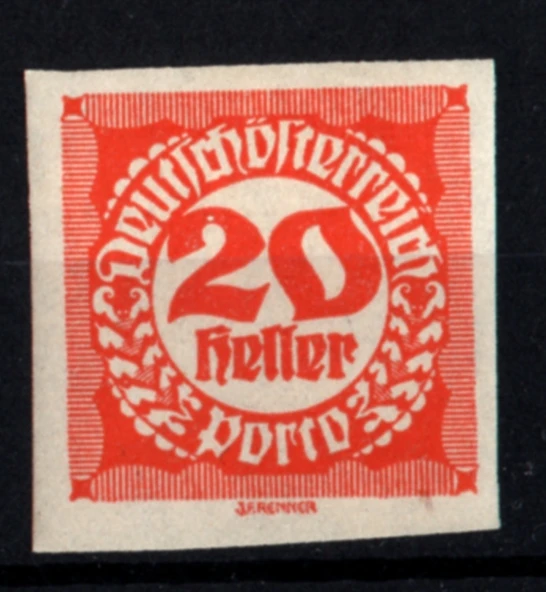 Deutschösterreich
20
Heller
Porto
J.F.RENNER